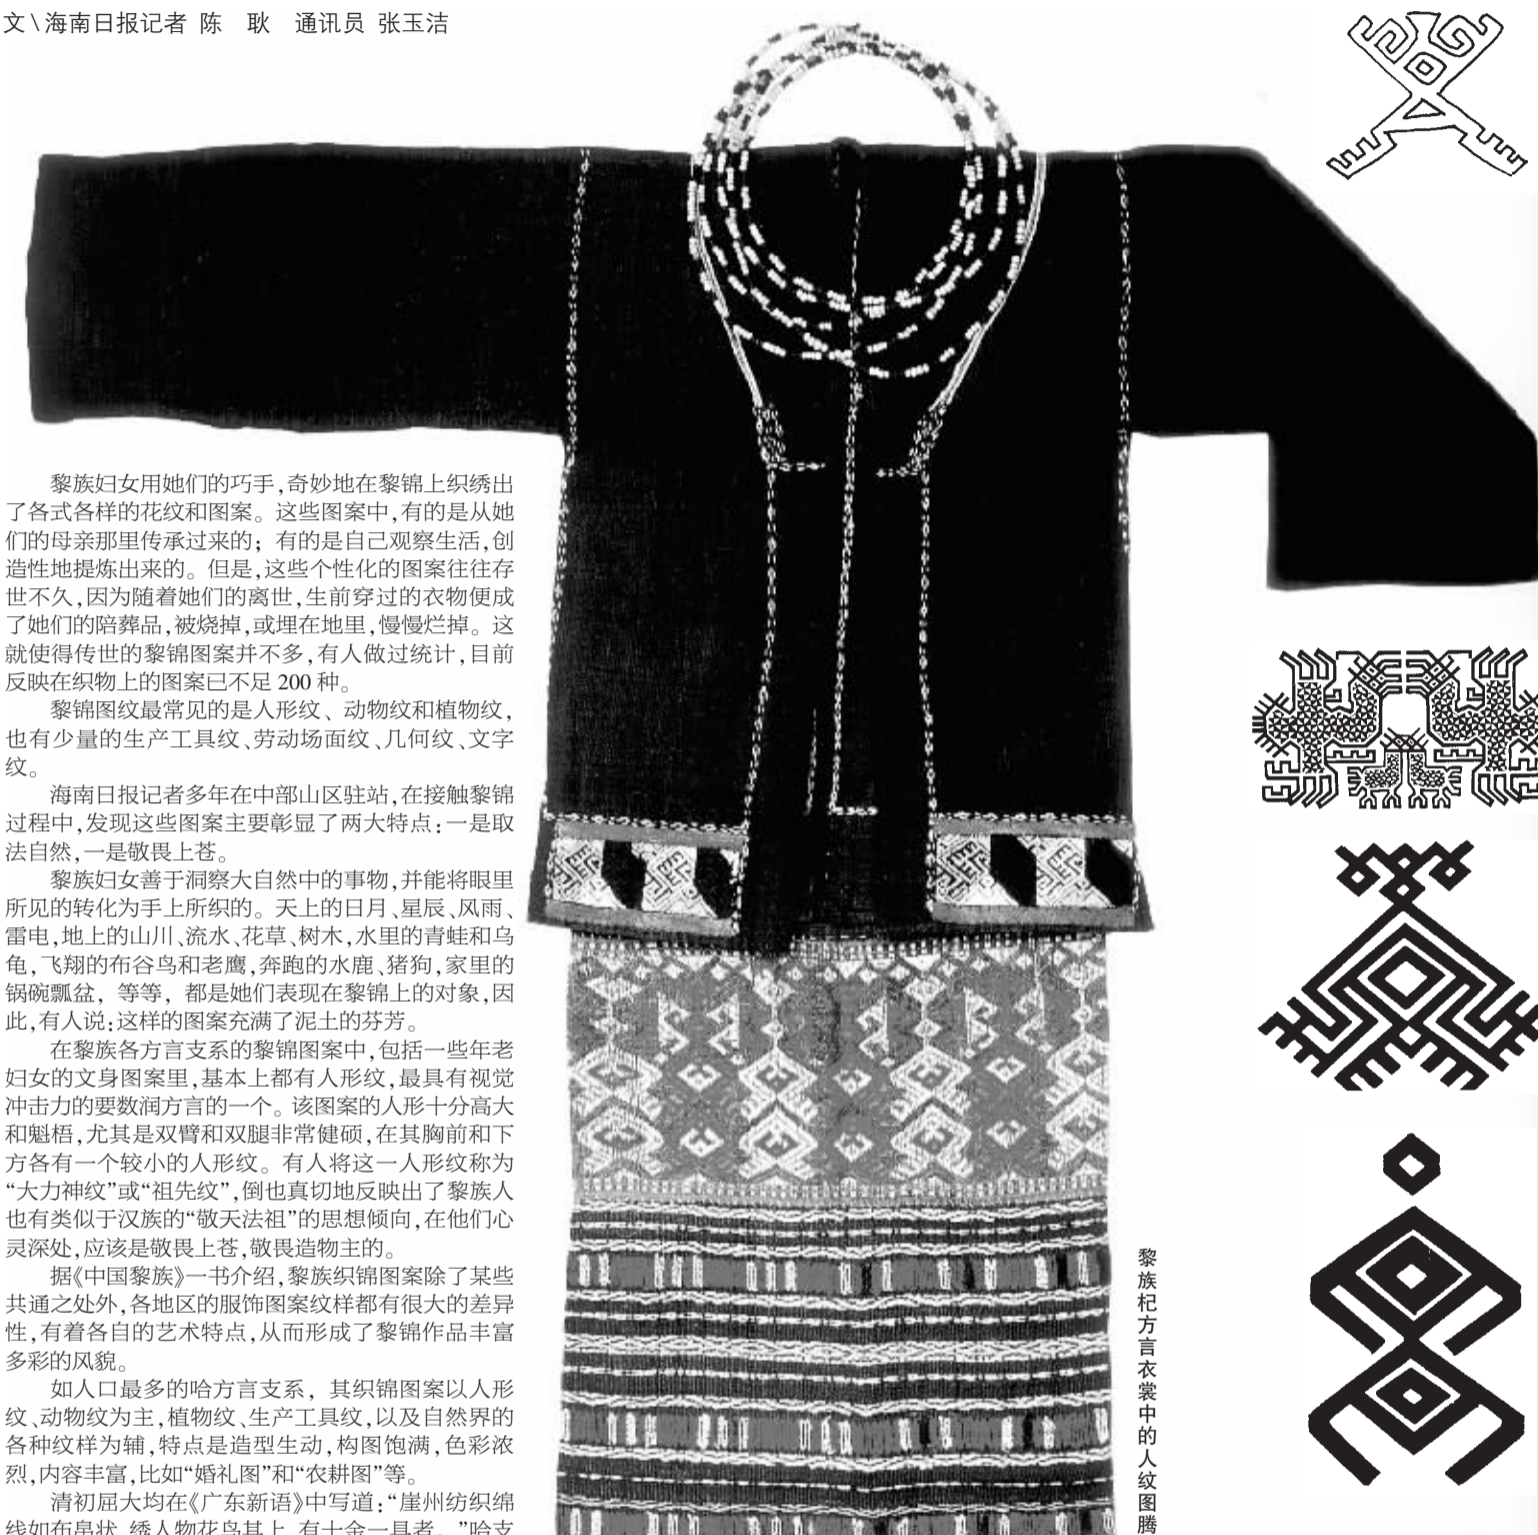 文\海南日报记者 陈 耿 通讯员 张玉洁
黎族妇女用她们的巧手,奇妙地在黎锦上织绣出
了各式各样的花纹和图案。这些图案中,有的是从她
们的母亲那里传承过来的；有的是自己观察生活,创
造性地提炼出来的。但是,这些个性化的图案往往存
世不久,因为随着她们的离世,生前穿过的衣物便成
了她们的陪葬品,被烧掉,或埋在地里,慢慢烂掉。这
就使得传世的黎锦图案并不多,有人做过统计,目前
反映在织物上的图案已不足 200 种。
黎锦图纹最常见的是人形纹、动物纹和植物纹,
也有少量的生产工具纹、劳动场面纹、几何纹、文字
纹。
海南日报记者多年在中部山区驻站,在接触黎锦
过程中,发现这些图案主要彰显了两大特点:一是取
法自然,一是敬畏上苍。
黎族妇女善于洞察大自然中的事物,并能将眼里
所见的转化为手上所织的。天上的日月、星辰、风雨、
雷电,地上的山川、流水、花草、树木,水里的青蛙和乌
龟,飞翔的布谷鸟和老鹰,奔跑的水鹿、猪狗,家里的
锅碗瓢盆，等等，都是她们表现在黎锦上的对象,因
此,有人说:这样的图案充满了泥土的芬芳。
在黎族各方言支系的黎锦图案中,包括一些年老
妇女的文身图案里,基本上都有人形纹,最具有视觉
冲击力的要数润方言的一个。该图案的人形十分高大
和魁梧,尤其是双臂和双腿非常健硕,在其胸前和下
方各有一个较小的人形纹。有人将这一人形纹称为
“大力神纹”或“祖先纹”,倒也真切地反映出了黎族人
也有类似于汉族的“敬天法祖”的思想倾向,在他们心
灵深处,应该是敬畏上苍,敬畏造物主的。
据《中国黎族》一书介绍,黎族织锦图案除了某些
共通之处外,各地区的服饰图案纹样都有很大的差异
性,有着各自的艺术特点,从而形成了黎锦作品丰富
多彩的风貌。
如人口最多的哈方言支系，其织锦图案以人形
纹、动物纹为主,植物纹、生产工具纹,以及自然界的
各种纹样为辅,特点是造型生动,构图饱满,色彩浓
烈,内容丰富,比如“婚礼图”和“农耕图”等。
清初屈大均在《广东新语》中写道:“崖州纺织绵
线如布帛状,绣人物花鸟其上,有十金一具者。”哈支
黎族杞方言衣裳中的人纹图腾